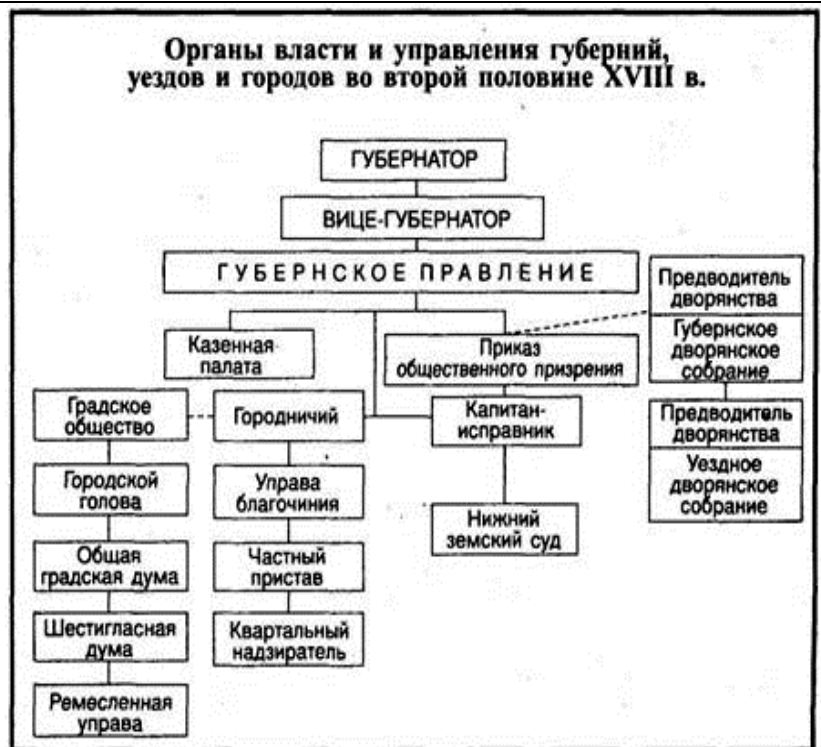 Органы власти и управления губерний,
уездов и городов во второй половине XVIII в.
ГУБЕРНАТОР
ВИЦЕ-ГУБЕРНАТОР
ГУБЕРНСКОЕ ПРАВЛЕНИЕ
Предводитель
дворянства
Губернское
дворянское
собрание
Казенная
палата
Приказ
общественного призрения
Градское
общество
Городничий
Капитан-
исправник
Предводитель
дворянства
Уездное
дворянское
собрание
Городской
голова
Управа
благочиния
Нижний
земский суд
Общая
градская дума
Частный
пристав
Шестигласная
дума
Квартальный
надзиратель
Ремесленная
управа